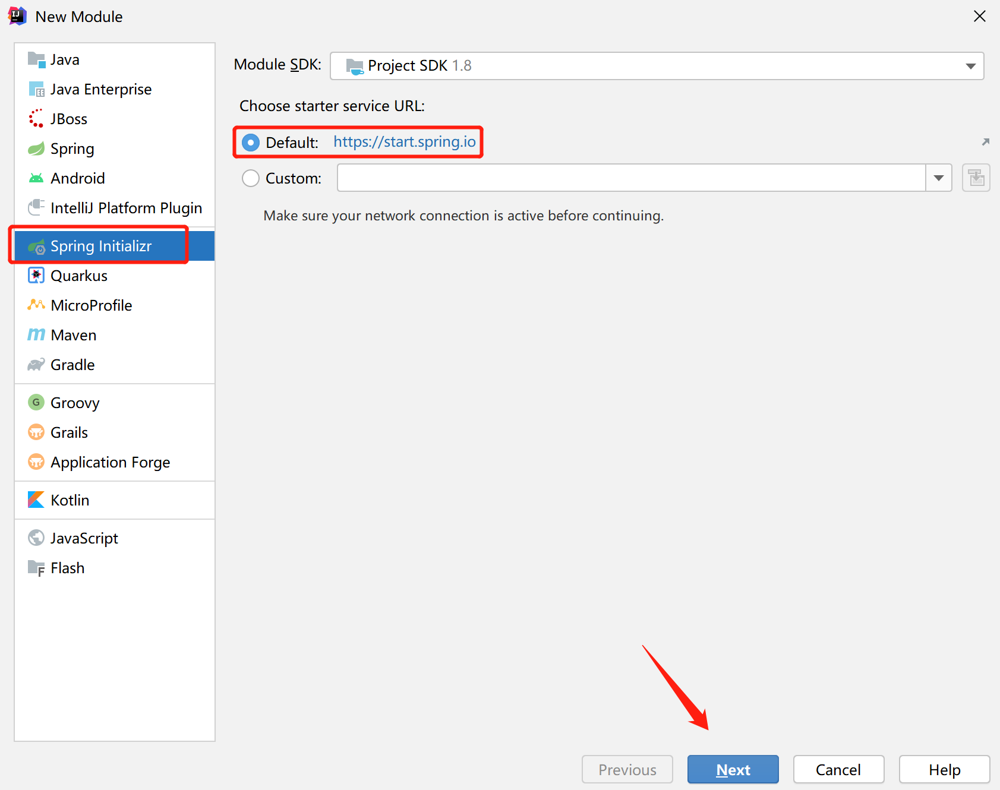 New Module
Java
Java Enterprise
JBoss
Spring
Android
IntelliJ Platform Plugin
Spring Initializr
Quarkus
MicroProfile
Maven
Gradle
Groovy
Grails
Application Forge
Kotlin
JavaScript
Flash
Module SDK: Project SDK 1.8
Choose starter service URL:
Default: https://start.spring.io
Custom:
Make sure your network connection is active before continuing.
Previous Next Cancel Help